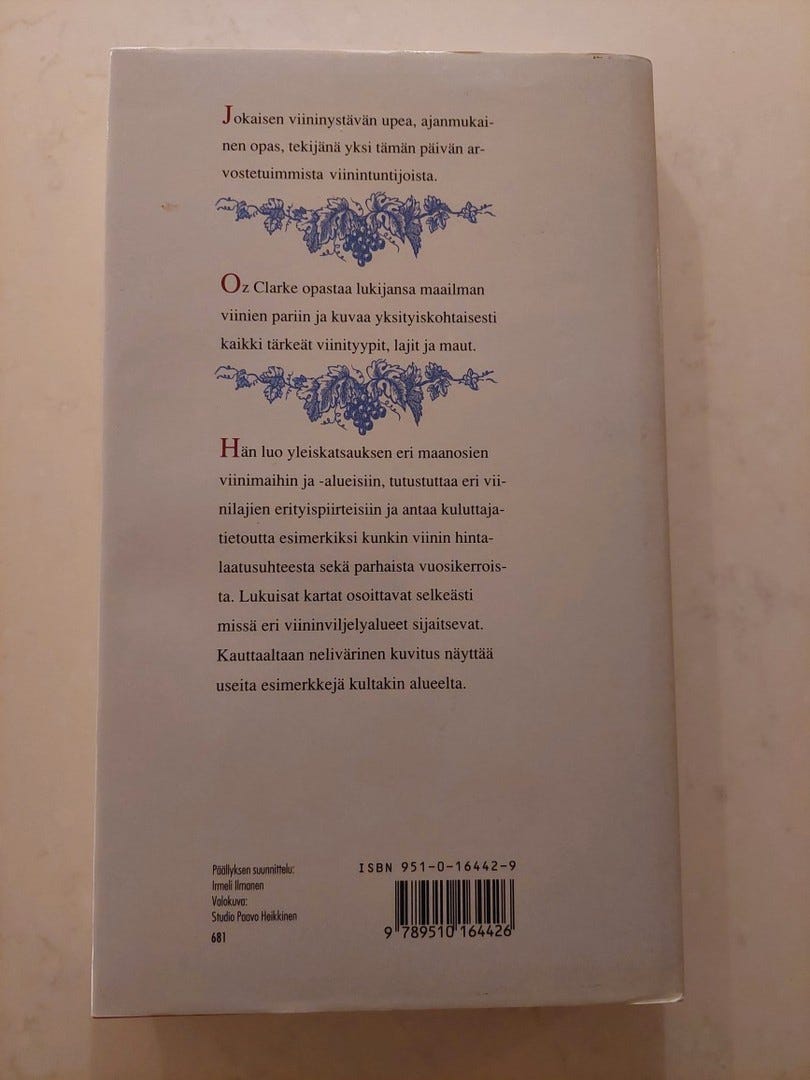 Jokaisen viininystävän upea, ajanmukai-
nen opas, tekijänä yksi tämän päivän ar-
vostetuimmista viinintuntijoista.
Oz Clarke opastaa lukijansa maailman
viinien pariin ja kuvaa yksityiskohtaisesti
kaikki tärkeät viinityypit, lajit ja maut.
Hän luo yleiskatsauksen eri maanosien
viinimaihin ja -alueisiin, tutustuttaa eri vii-
nilajien erityispiirteisiin ja antaa kuluttaja-
tietoutta esimerkiksi kunkin viinin hinta-
laatusuhteesta sekä parhaista vuosikerrois-
ta. Lukuisat kartat osoittavat selkeästi
missä eri viininviljelyalueet sijaitsevat.
Kauttaaltaan nelivärinen kuvitus näyttää
useita esimerkkejä kultakin alueelta.
Päällyksen suunnittelu:
Irmeli Ilmanen
Valokuva:
Studio Paavo Heikkinen
681
ISBN 951-0-16442-9
9 789510 164426